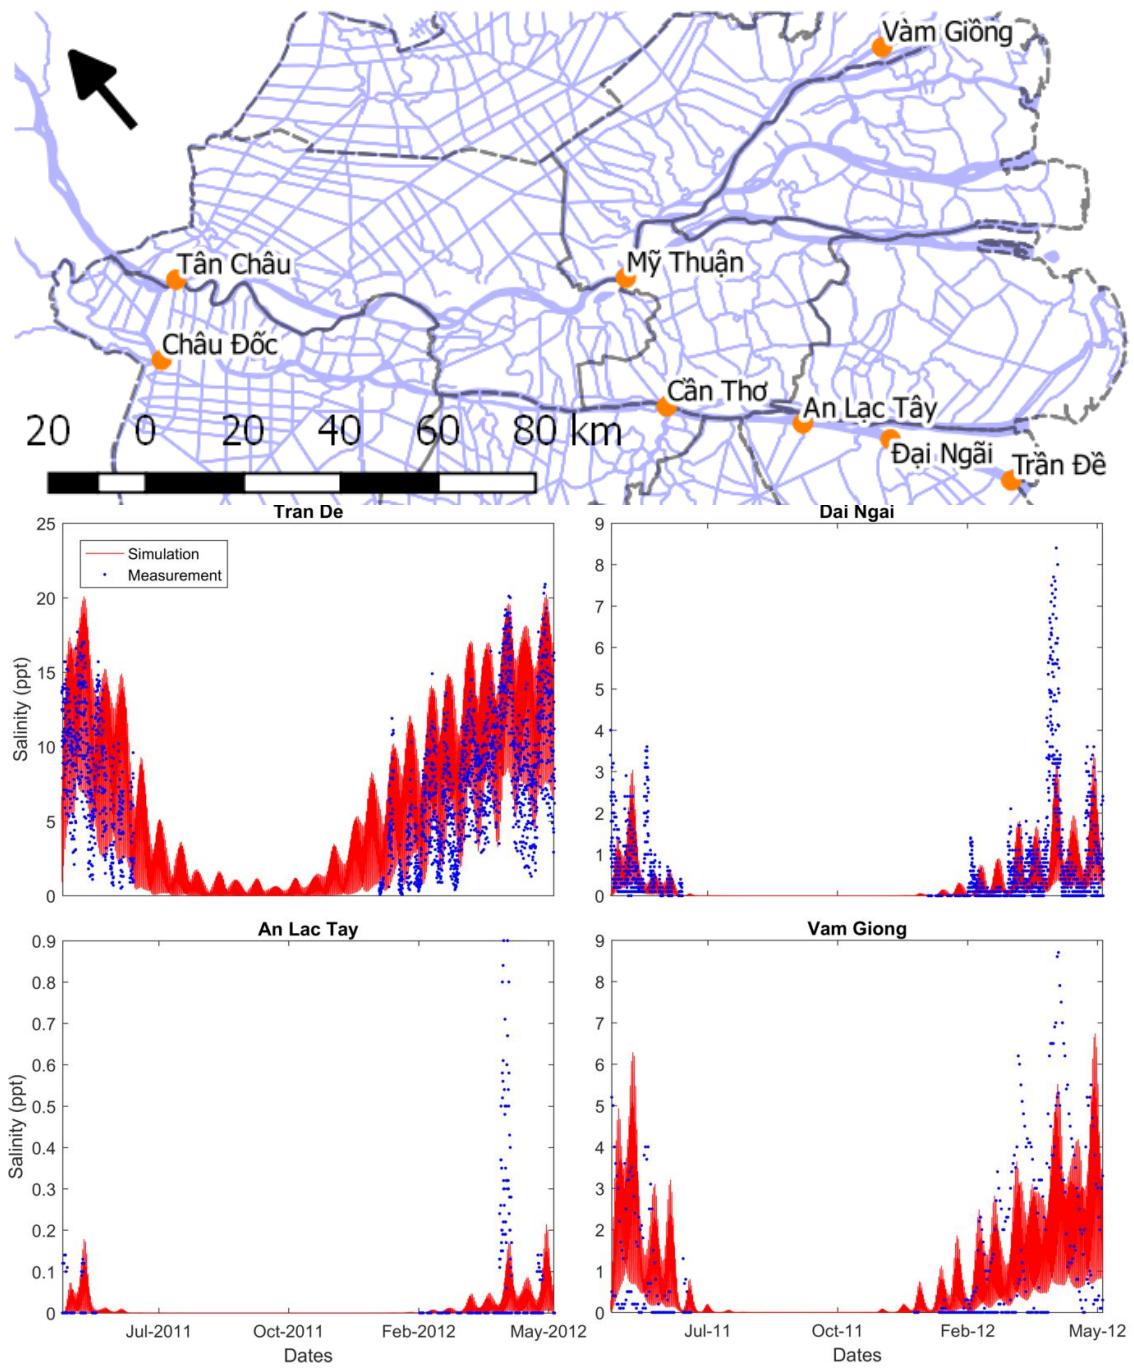 Vàm Giồng
Tân Châu
Mỹ Thuận
Châu Đốc
Cần Thơ
An Lạc Tây
20 0 20 40 60 80 km
Đại Ngãi
Trần Đề
Tran De
Dai Ngai
25
20
15
10
5
0
Salinity (ppt)
Simulation
Measurement
9
8
7
6
5
4
3
2
1
0
An Lac Tay
Vam Giong
0.9
0.8
0.7
0.6
0.5
0.4
0.3
0.2
0.1
0
Salinity (ppt)
Jul-2011 Oct-2011 Feb-2012 May-2012
Dates
9
8
7
6
5
4
3
2
1
0
Jul-11 Oct-11 Feb-12 May-12
Dates